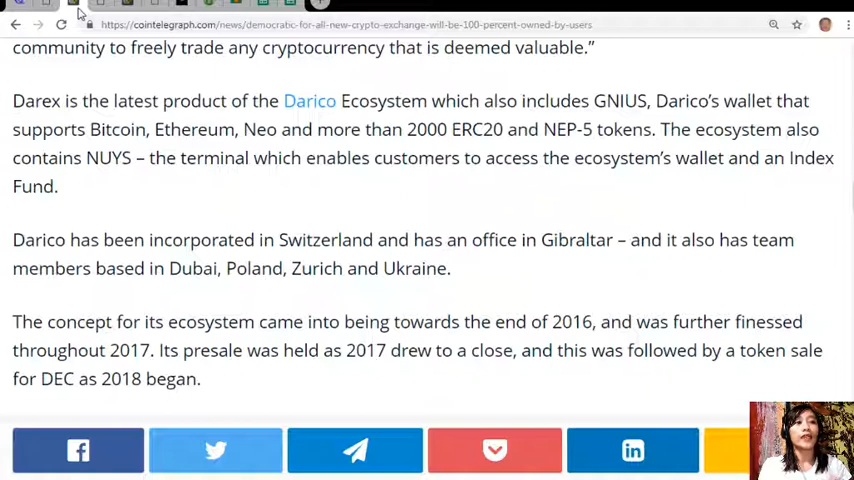 https://cointelegraph.com/news/democratic-for-all-new-crypto-exchange-will-be-100-percent-owned-by-users
community to freely trade any cryptocurrency that is deemed valuable.”
Darex is the latest product of the Darico Ecosystem which also includes GNIUS, Darico’s wallet that
supports Bitcoin, Ethereum, Neo and more than 2000 ERC20 and NEP-5 tokens. The ecosystem also
contains NUYS – the terminal which enables customers to access the ecosystem’s wallet and an Index
Fund.
Darico has been incorporated in Switzerland and has an office in Gibraltar – and it also has team
members based in Dubai, Poland, Zurich and Ukraine.
The concept for its ecosystem came into being towards the end of 2016, and was further finessed
throughout 2017. Its presale was held as 2017 drew to a close, and this was followed by a token sale
for DEC as 2018 began.